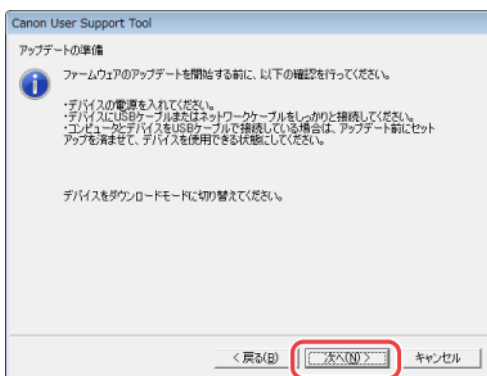 Canon User Support Tool
アップデートの準備
ファームウェアのアップデートを開始する前に、以下の確認を行ってください。
・デバイスの電源を入れてください。
・デバイスにUSBケーブルまたはネットワークケーブルをしっかりと接続してください。
・コンピュータとデバイスをUSBケーブルで接続している場合は、アップデート前にセット
アップを済ませて、デバイスを使用できる状態にしてください。
デバイスをダウンロードモードに切り替えてください。
< 戻る(B) 次へ(N) > キャンセル